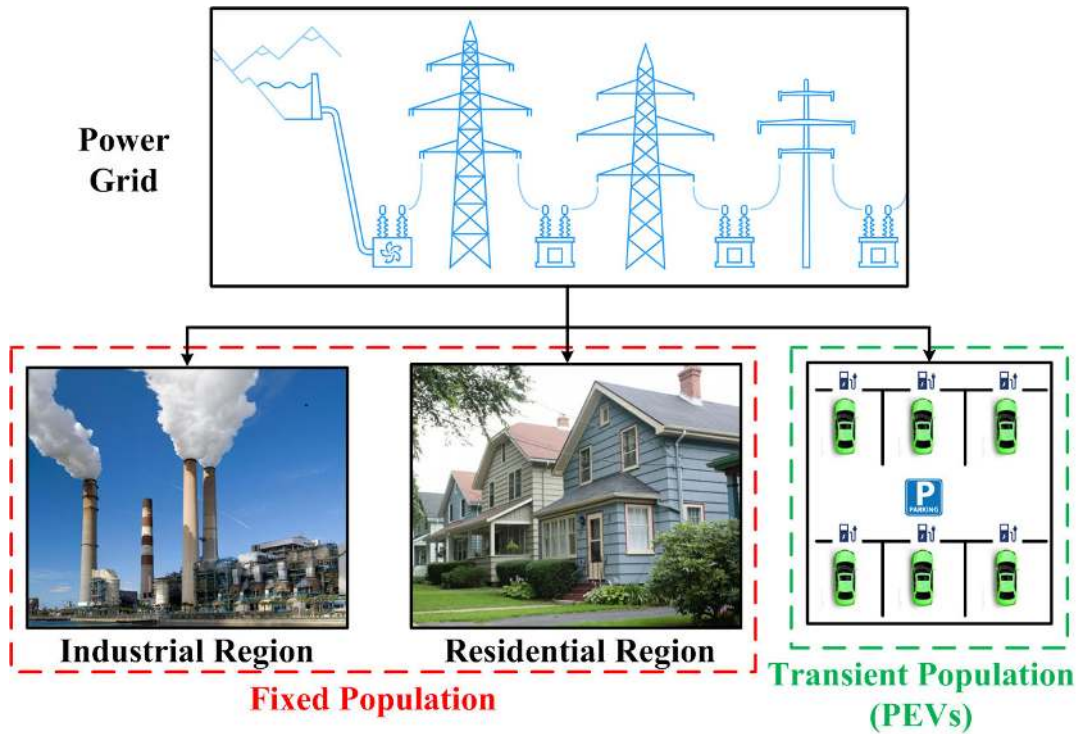 Power
Grid
P
PARKING
Industrial Region
Residential Region
Fixed Population
Transient Population
(PEVs)